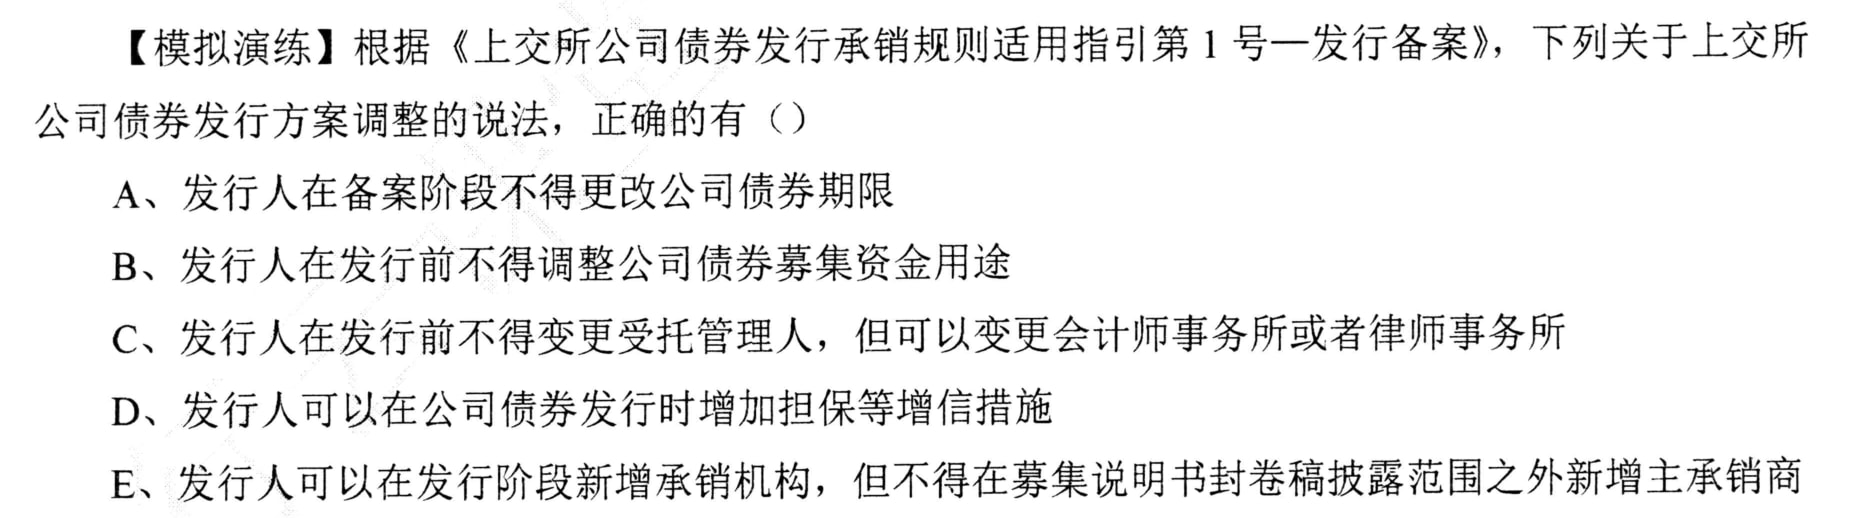 【模拟演练】根据《上交所公司债券发行承销规则适用指引第 1 号—发行备案》，下列关于上交所
公司债券发行方案调整的说法，正确的有（）
A、发行人在备案阶段不得更改公司债券期限
B、发行人在发行前不得调整公司债券募集资金用途
C、发行人在发行前不得变更受托管理人，但可以变更会计师事务所或者律师事务所
D、发行人可以在公司债券发行时增加担保等增信措施
E、发行人可以在发行阶段新增承销机构，但不得在募集说明书封卷稿披露范围之外新增主承销商